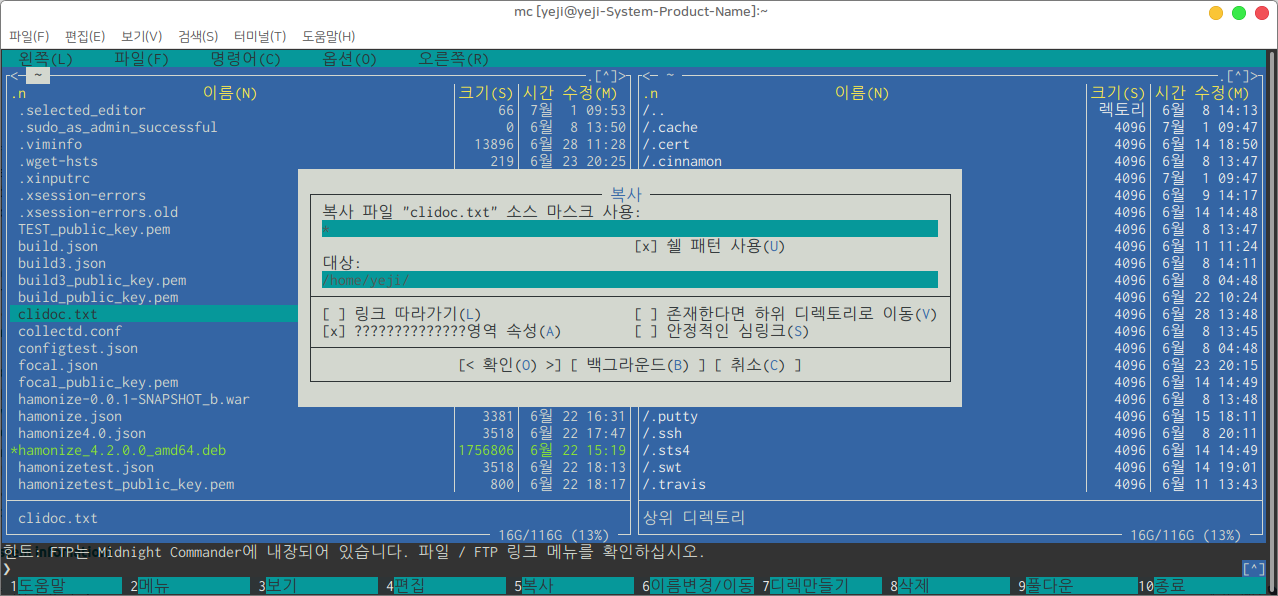 mc [yeji@yeji-System-Product-Name]:~
파일(F) 편집(E) 보기(V) 검색(S) 터미널(T) 도움말(H)
왼쪽(L) 파일(F) 명령어(C) 옵션(O) 오른쪽(R)
<- ~ .[^]> <- ~ .[^]>
.n 이름(N) 크기(S) 시간 수정(M) .n 이름(N) 크기(S) 시간 수정(M)
.selected_editor 66 7월 1 09:53 /.. 렉토리 6월 8 14:13
.sudo_as_admin_successful 0 6월 8 13:50 /.cache 4096 7월 1 09:47
.viminfo 13896 6월 28 11:28 /.cert 4096 6월 14 18:50
.wget-hsts 219 6월 23 20:25 /.cinnamon 4096 6월 8 13:47
.xinputrc 4096 7월 1 09:47
.xsession-errors 4096 6월 9 14:17
.xsession-errors.old 4096 6월 14 14:48
TEST_public_key.pem 4096 6월 8 13:47
build.json 4096 6월 11 11:24
build3.json 4096 6월 8 14:11
build3_public_key.pem 4096 6월 8 04:48
build_public_key.pem 4096 6월 22 10:24
clidoc.txt 4096 6월 28 13:48
collectd.conf 4096 6월 8 13:45
configtest.json 4096 6월 8 04:48
focal.json 4096 6월 23 20:15
focal_public_key.pem 4096 6월 14 14:49
hamonize-0.0.1-SNAPSHOT_b.war 4096 6월 8 13:48
hamonize.json 3381 6월 22 16:31 /.putty 4096 6월 15 18:11
hamonize4.0.json 3518 6월 22 17:47 /.ssh 4096 6월 8 20:11
*hamonize_4.2.0.0_amd64.deb 1756806 6월 22 15:19 /.sts4 4096 6월 14 14:49
hamonizetest.json 3518 6월 22 18:13 /.swt 4096 6월 14 19:01
hamonizetest_public_key.pem 800 6월 22 18:17 /.travis 4096 6월 11 13:43
복사
복사 파일 "clidoc.txt" 소스 마스크 사용:
*
[x] 쉘 패턴 사용(U)
대상:
/home/yeji/
[ ] 링크 따라가기(L) [ ] 존재한다면 하위 디렉토리로 이동(V)
[x] ??????????????영역 속성(A) [ ] 안정적인 심링크(S)
[< 확인(O) >] [ 백그라운드(B) ] [ 취소(C) ]
clidoc.txt 상위 디렉토리
16G/116G (13%) 16G/116G (13%)
힌트: FTP는 Midnight Commander에 내장되어 있습니다. 파일 / FTP 링크 메뉴를 확인하십시오.
❯ [^]
1도움말 2메뉴 3보기 4편집 5복사 6이름변경/이동 7디렉만들기 8삭제 9풀다운 10종료